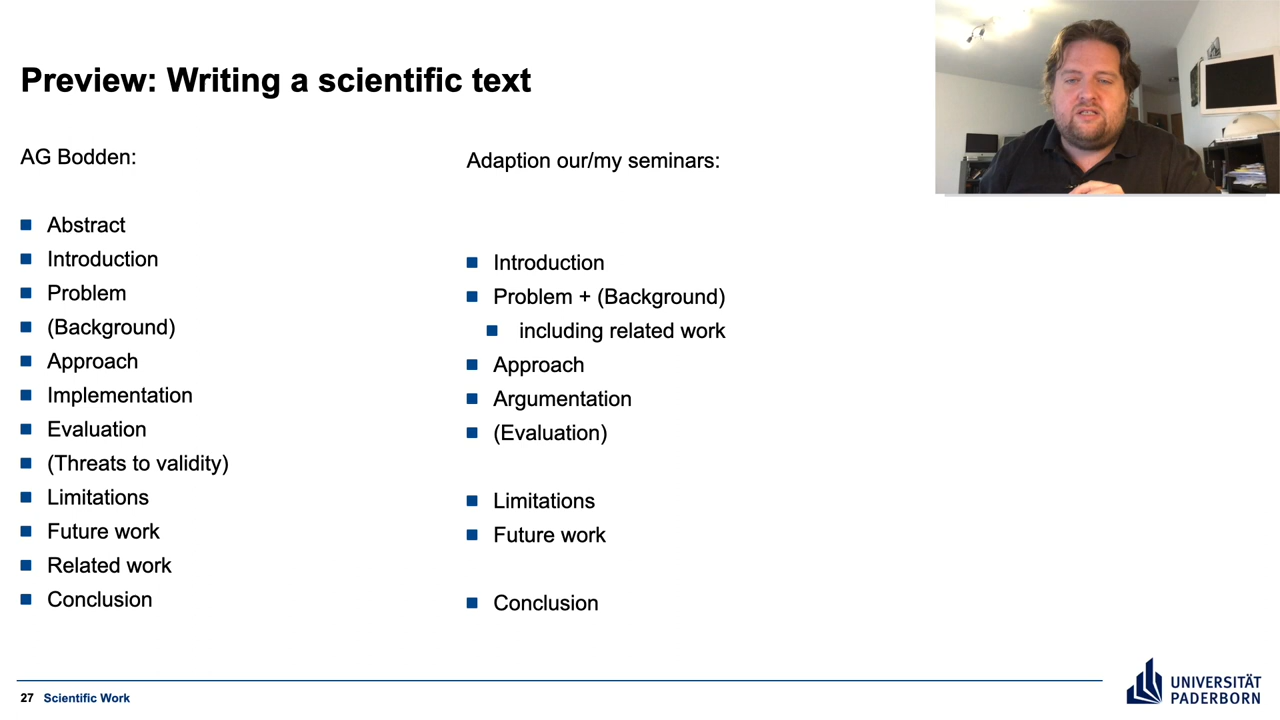 Preview: Writing a scientific text
AG Bodden:
Abstract
Introduction
Problem
(Background)
Approach
Implementation
Evaluation
(Threats to validity)
Limitations
Future work
Related work
Conclusion
Adaption our/my seminars:
Introduction
Problem + (Background)
including related work
Approach
Argumentation
(Evaluation)
Limitations
Future work
Conclusion
27 Scientific Work
UNIVERSITÄT
PADERBORN